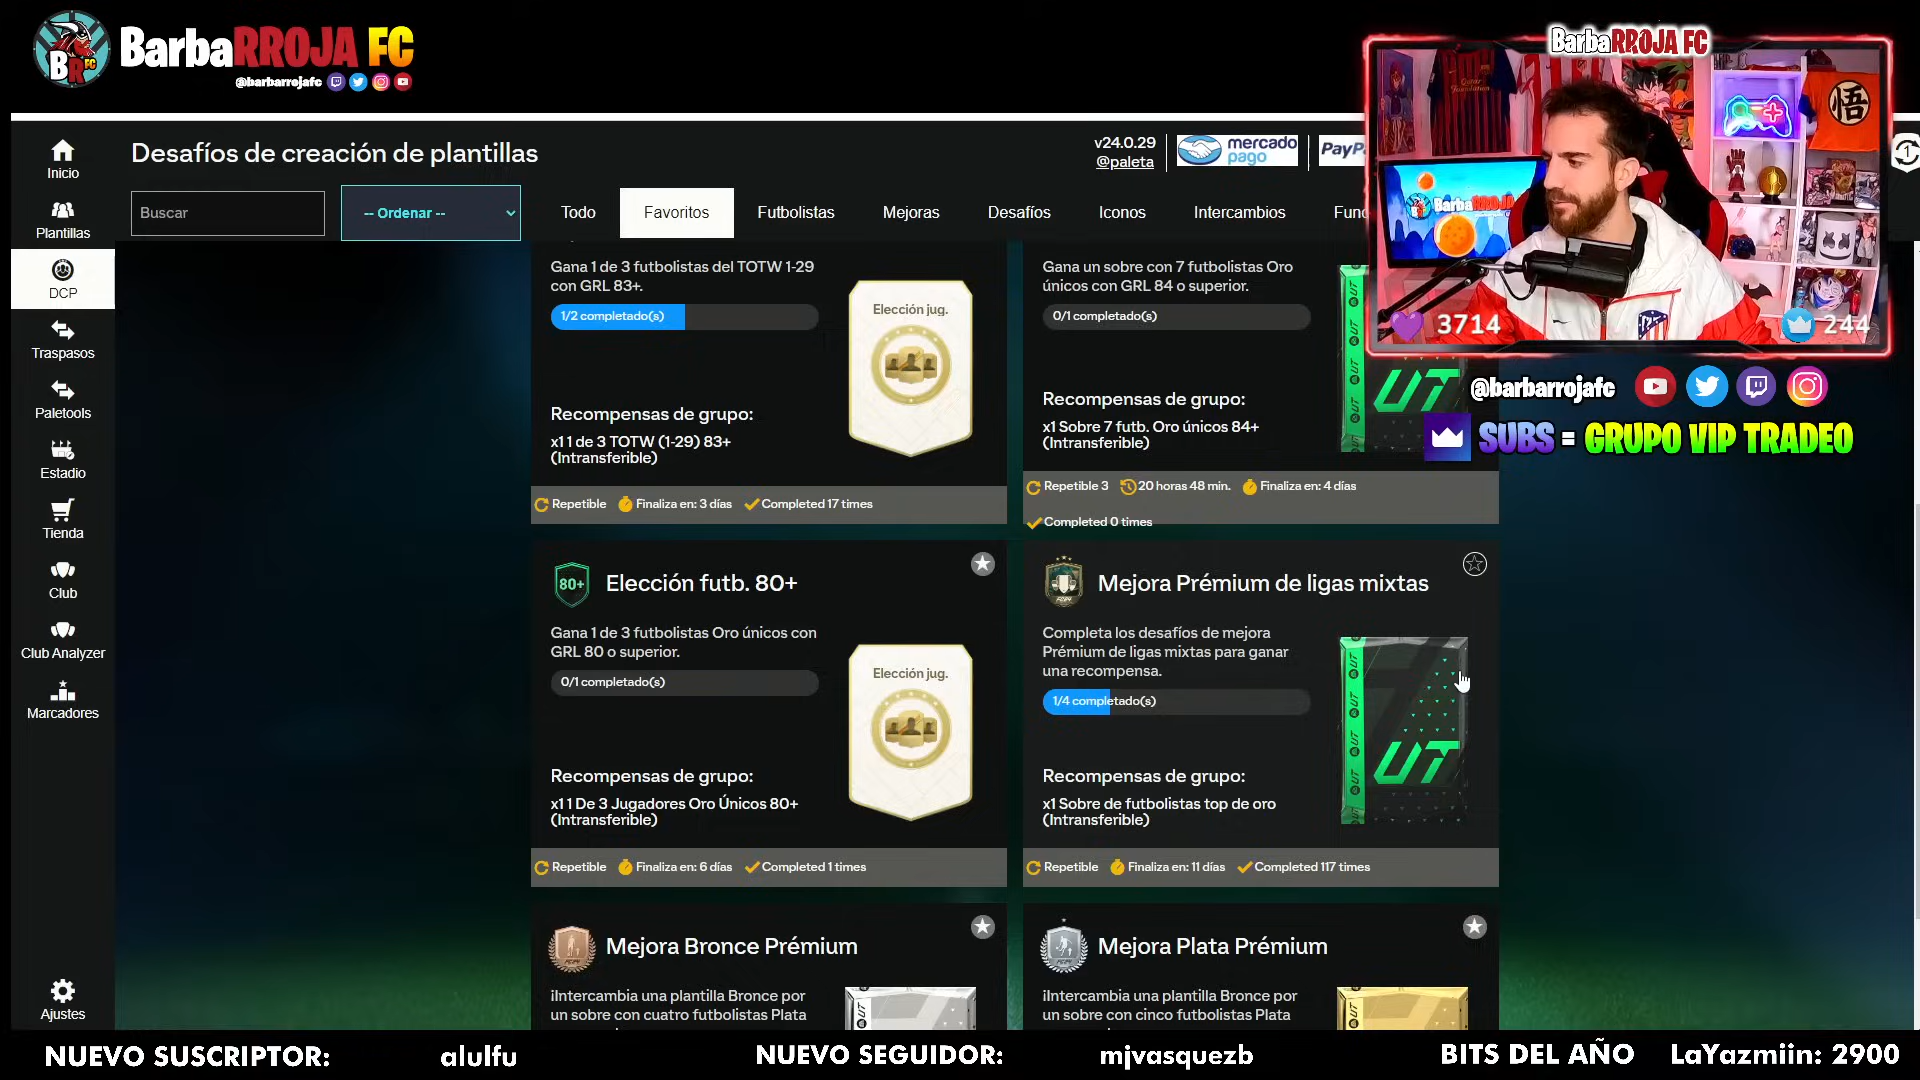 BarbaRROJA FC
@barbarrojafc
BarbaRROJA FC
Inicio
Plantillas
DCP
Traspasos
Paletools
Estadio
Tienda
Club
Club Analyzer
Marcadores
Ajustes
Desafíos de creación de plantillas
v24.0.29
@paleta
mercado pago
PayP
1
Buscar
-- Ordenar --
Todo
Favoritos
Futbolistas
Mejoras
Desafíos
Iconos
Intercambios
Fun
3714
244
@barbarrojafc
SUBS = GRUPO VIP TRADEO
Gana 1 de 3 futbolistas del TOTW 1-29
con GRL 83+.
1/2 completado(s)
Elección jug.
Recompensas de grupo:
x1 1 de 3 TOTW (1-29) 83+
(Intransferible)
Repetible
Finaliza en: 3 días
Completed 17 times
Gana un sobre con 7 futbolistas Oro
únicos con GRL 84 o superior.
0/1 completado(s)
UT
Recompensas de grupo:
x1 Sobre 7 futb. Oro únicos 84+
(Intransferible)
Repetible 3
20 horas 48 min.
Finaliza en: 4 días
Completed 0 times
80+
Elección futb. 80+
Gana 1 de 3 futbolistas Oro únicos con
GRL 80 o superior.
0/1 completado(s)
Elección jug.
Recompensas de grupo:
x1 1 De 3 Jugadores Oro Únicos 80+
(Intransferible)
Repetible
Finaliza en: 6 días
Completed 1 times
Mejora Prémium de ligas mixtas
Completa los desafíos de mejora
Prémium de ligas mixtas para ganar
una recompensa.
1/4 completado(s)
UT
Recompensas de grupo:
x1 Sobre de futbolistas top de oro
(Intransferible)
Repetible
Finaliza en: 11 días
Completed 117 times
Mejora Bronce Prémium
¡Intercambia una plantilla Bronce por
un sobre con cuatro futbolistas Plata
Mejora Plata Prémium
¡Intercambia una plantilla Bronce por
un sobre con cinco futbolistas Plata
NUEVO SUSCRIPTOR:
alulfu
NUEVO SEGUIDOR:
mjvasquezb
BITS DEL AÑO
LaYazmiin: 2900